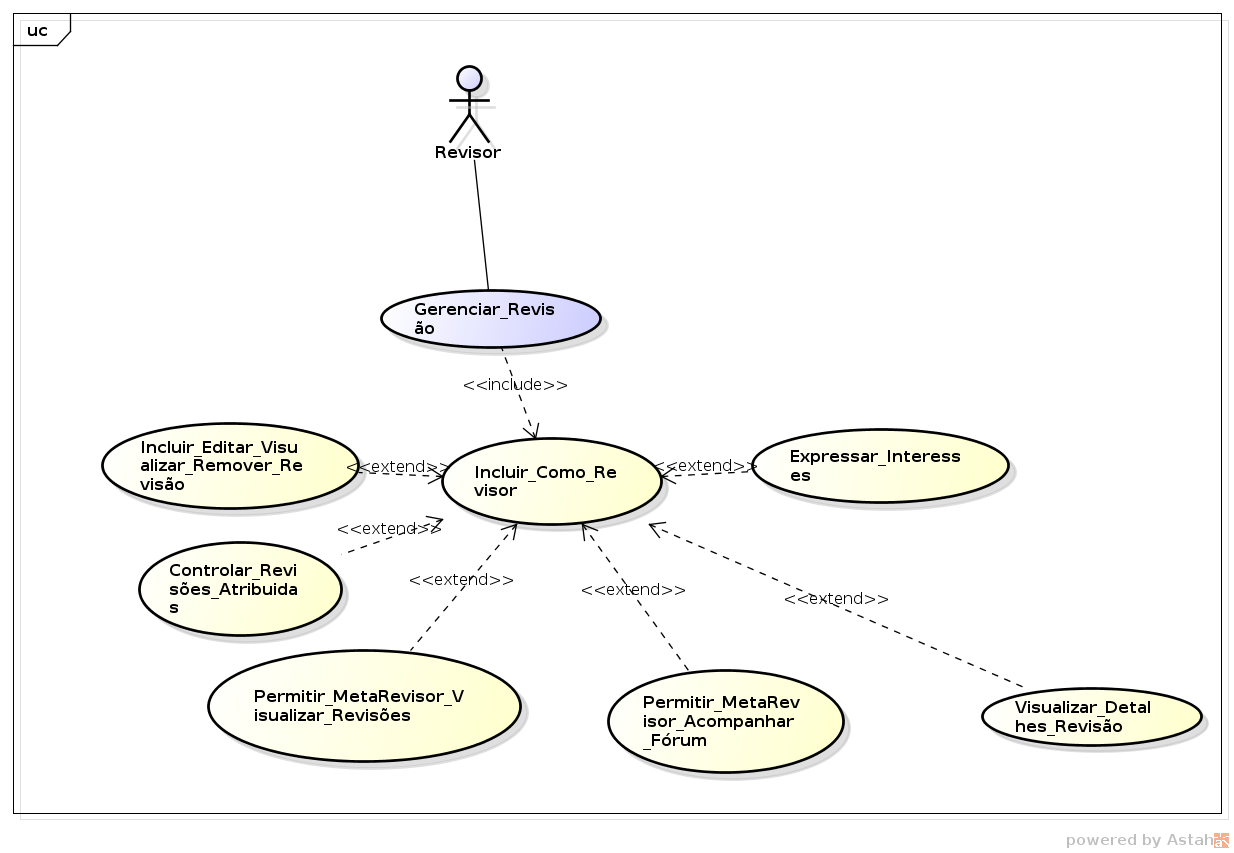 uc
Revisor
Gerenciar_Revis
ão
<<include>>
Incluir_Editar_Visu
alizar_Remover_Re
visão
<<extend>>
Incluir_Como_Re
visor
<<extend>>
Expressar_Interess
es
<<extend>>
Controlar_Revi
sões_Atribuida
s
<<extend>>
<<extend>>
<<extend>>
Permitir_MetaRevisor_V
isualizar_Revisões
Permitir_MetaRev
isor_Acompanhar
_Fórum
Visualizar_Detal
hes_Revisão
powered by Astah